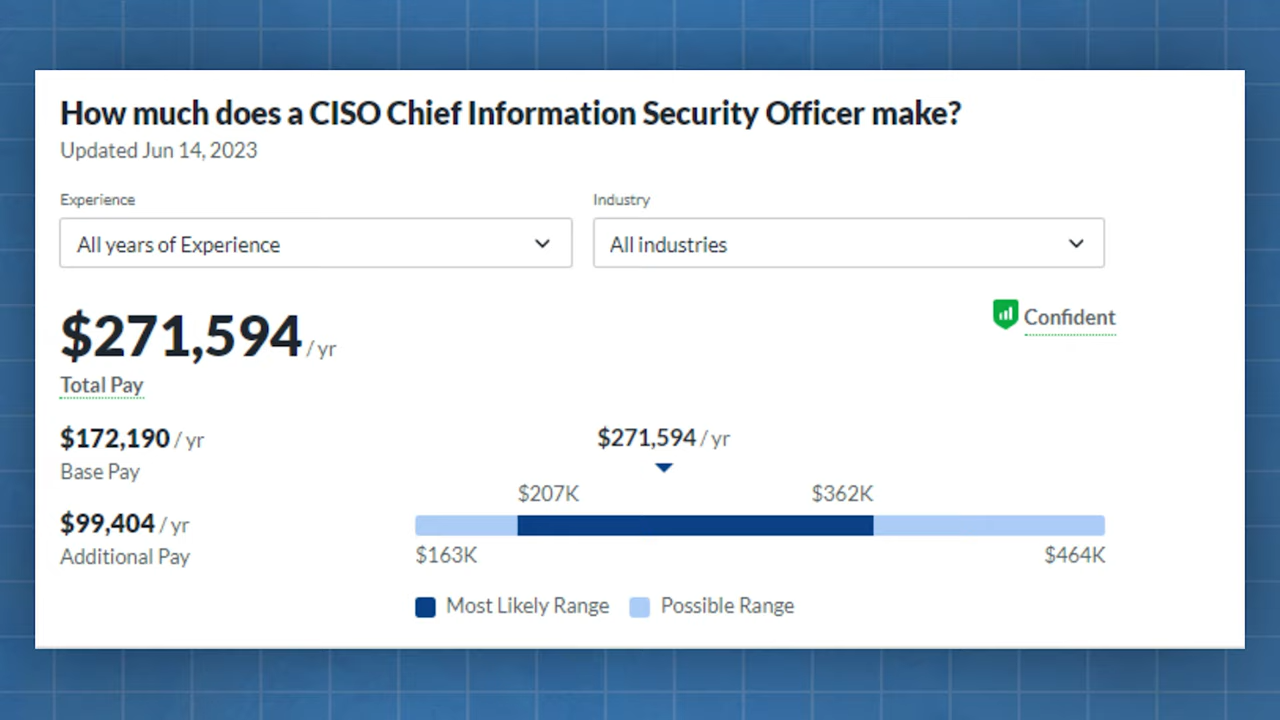 How much does a CISO Chief Information Security Officer make?
Updated Jun 14, 2023
Experience
Industry
All years of Experience
All industries
$271,594 / yr
Confident
Total Pay
$172,190 / yr
Base Pay
$271,594 / yr
$207K
$362K
$99,404 / yr
Additional Pay
$163K
$464K
Most Likely Range
Possible Range